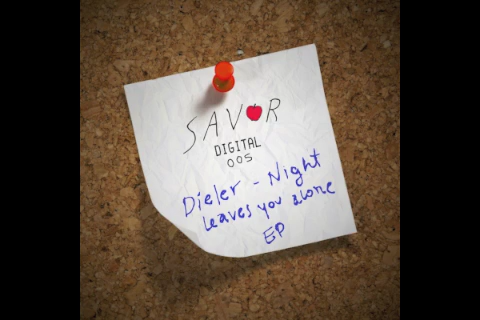 SAVOR
DIGITAL
005
Dieler - Night
leaves you alone
EP